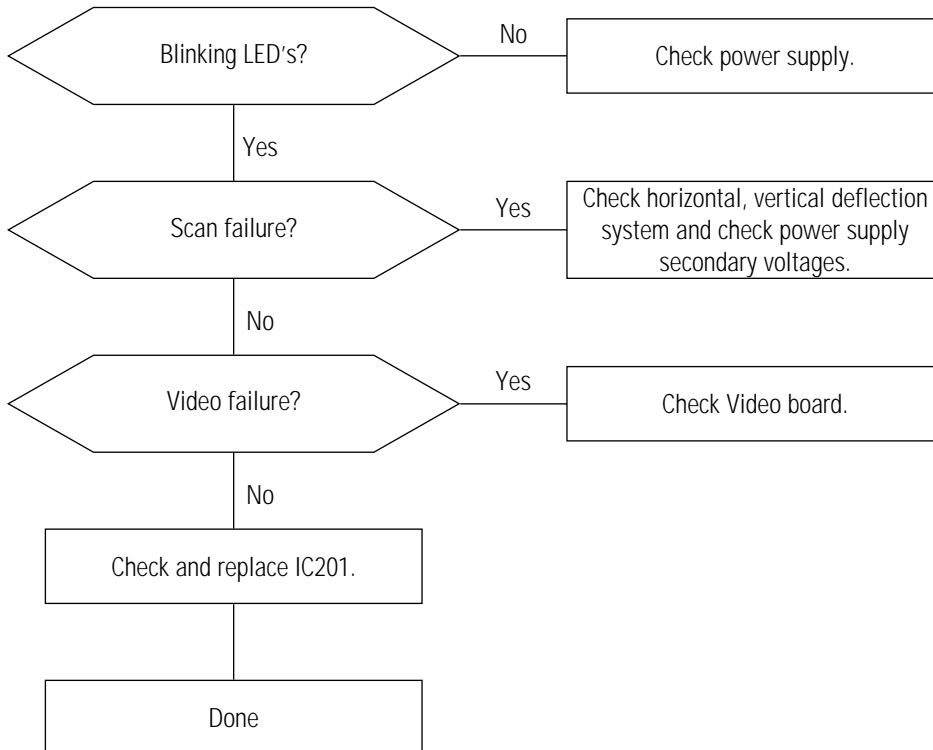 Blinking LED's?
No
Check power supply.
Yes
Scan failure?
Yes
Check horizontal, vertical deflection
system and check power supply
secondary voltages.
No
Video failure?
Yes
Check Video board.
No
Check and replace IC201.
Done